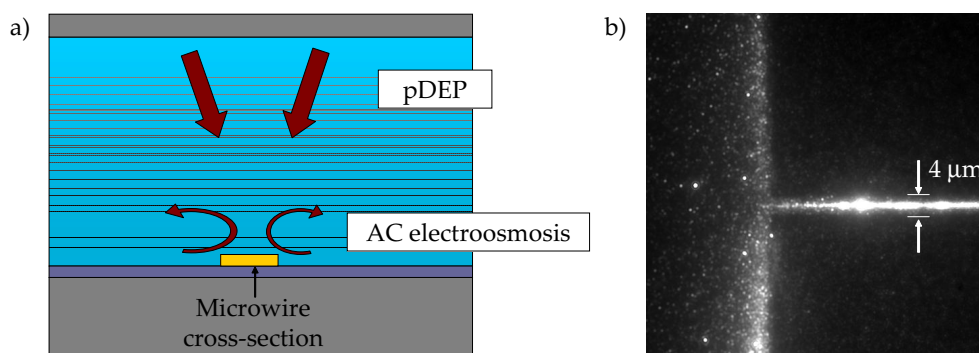 a)
pDEP
AC electroosmosis
Microwire
cross-section
b)
4 μm